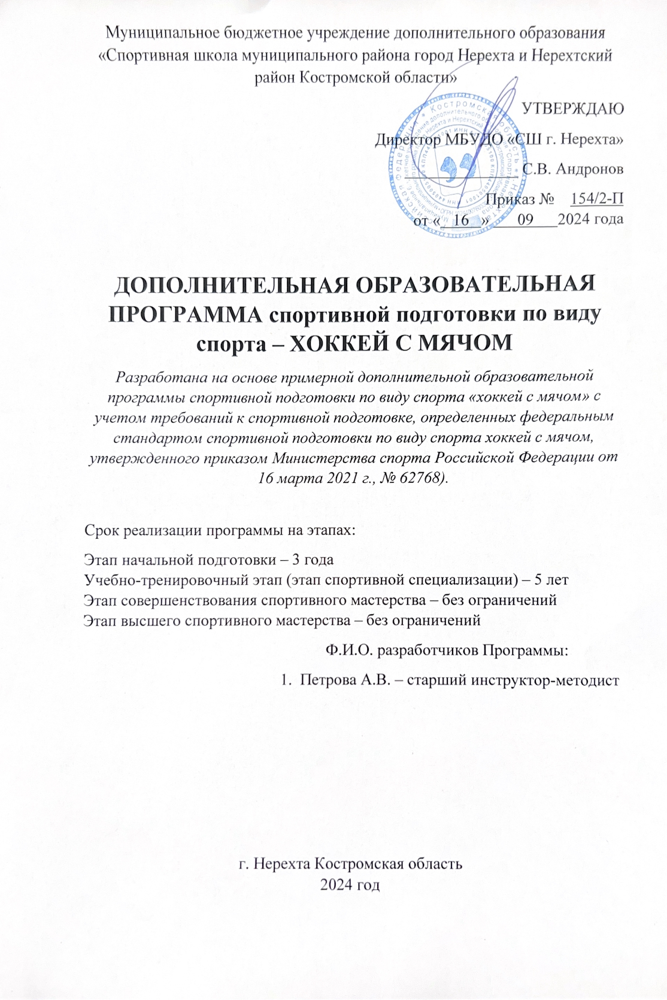 Муниципальное бюджетное учреждение дополнительного образования
«Спортивная школа муниципального района город Нерехта и Нерехтский
район Костромской области»
УТВЕРЖДАЮ
Директор МБУДО «СШ г. Нерехта»
С.В. Андронов
Приказ № 154/2-П
от « 16 » 09 2024 года
ДОПОЛНИТЕЛЬНАЯ ОБРАЗОВАТЕЛЬНАЯ
ПРОГРАММА спортивной подготовки по виду
спорта – ХОККЕЙ С МЯЧОМ
Разработана на основе примерной дополнительной образовательной
программы спортивной подготовки по виду спорта «хоккей с мячом» с
учетом требований к спортивной подготовке, определенных федеральным
стандартом спортивной подготовки по виду спорта хоккей с мячом,
утвержденного приказом Министерства спорта Российской Федерации от
16 марта 2021 г., № 62768).
Срок реализации программы на этапах:
Этап начальной подготовки – 3 года
Учебно-тренировочный этап (этап спортивной специализации) – 5 лет
Этап совершенствования спортивного мастерства – без ограничений
Этап высшего спортивного мастерства – без ограничений
Ф.И.О. разработчиков Программы:
1. Петрова А.В. – старший инструктор-методист
г. Нерехта Костромская область
2024 год